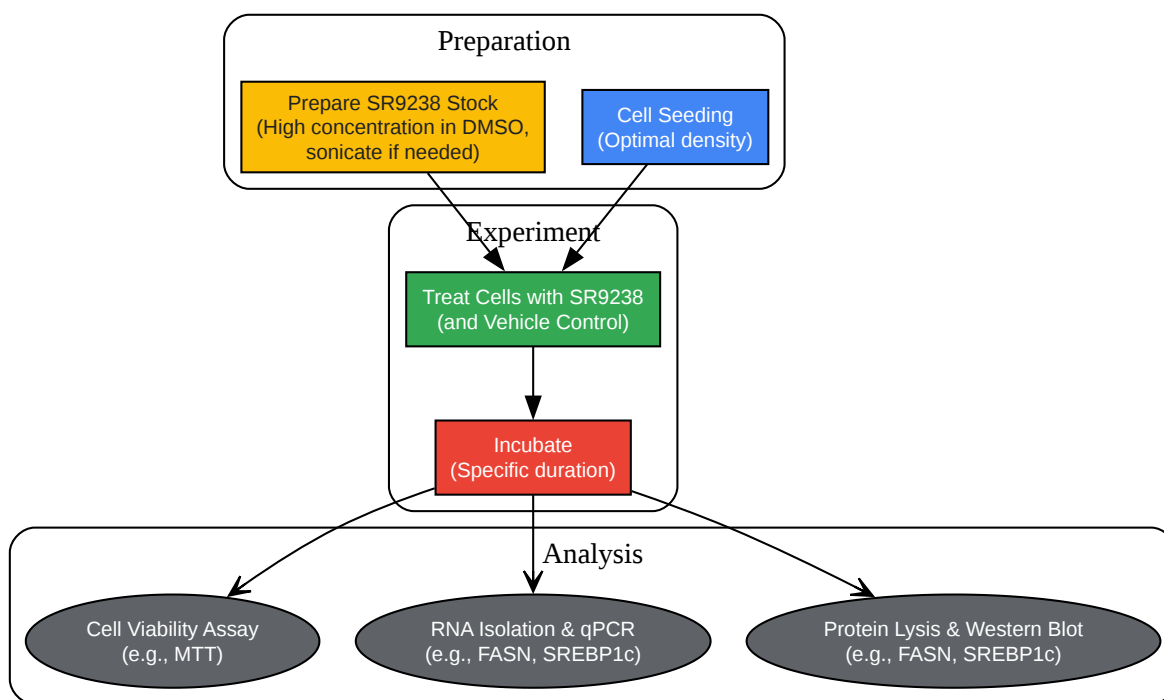 Preparation
Prepare SR9238 Stock
(High concentration in DMSO,
sonicate if needed)
Cell Seeding
(Optimal density)
Experiment
Treat Cells with SR9238
(and Vehicle Control)
Incubate
(Specific duration)
Analysis
Cell Viability Assay
(e.g., MTT)
RNA Isolation & qPCR
(e.g., FASN, SREBP1c)
Protein Lysis & Western Blot
(e.g., FASN, SREBP1c)